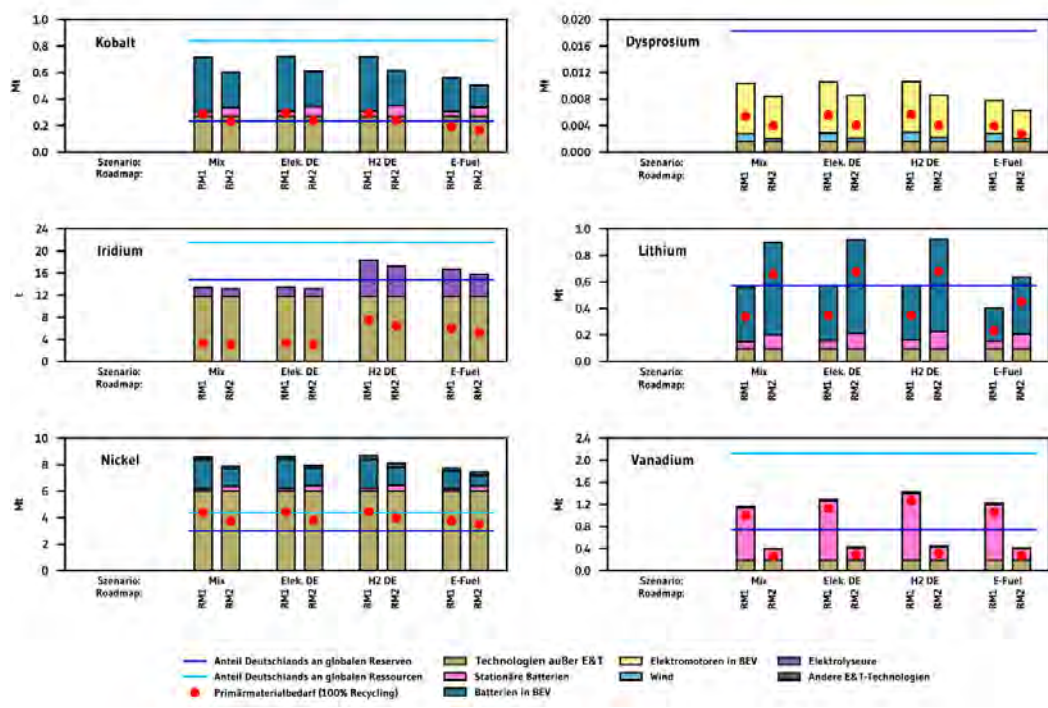 Kobalt
Mt
1.0
0.8
0.6
0.4
0.2
0.0
Szenario: Mix Elek. DE H2 DE E-Fuel
Roadmap: RM1 RM2 RM1 RM2 RM1 RM2 RM1 RM2
Dysprosium
Mt
0.020
0.016
0.012
0.008
0.004
0.000
Szenario: Mix Elek. DE H2 DE E-Fuel
Roadmap: RM1 RM2 RM1 RM2 RM1 RM2 RM1 RM2
Iridium
t
24
20
16
12
8
4
0
Szenario: Mix Elek. DE H2 DE E-Fuel
Roadmap: RM1 RM2 RM1 RM2 RM1 RM2 RM1 RM2
Lithium
Mt
1.0
0.8
0.6
0.4
0.2
0.0
Szenario: Mix Elek. DE H2 DE E-Fuel
Roadmap: RM1 RM2 RM1 RM2 RM1 RM2 RM1 RM2
Nickel
Mt
10
8
6
4
2
0
Szenario: Mix Elek. DE H2 DE E-Fuel
Roadmap: RM1 RM2 RM1 RM2 RM1 RM2 RM1 RM2
Vanadium
Mt
2.4
2.0
1.6
1.2
0.8
0.4
0.0
Szenario: Mix Elek. DE H2 DE E-Fuel
Roadmap: RM1 RM2 RM1 RM2 RM1 RM2 RM1 RM2
Anteil Deutschlands an globalen Reserven
Anteil Deutschlands an globalen Ressourcen
Primärmaterialbedarf (100% Recycling)
Technologien außer E&T
Stationäre Batterien
Batterien in BEV
Elektromotoren in BEV
Wind
Elektrolyseure
Andere E&T-Technologien